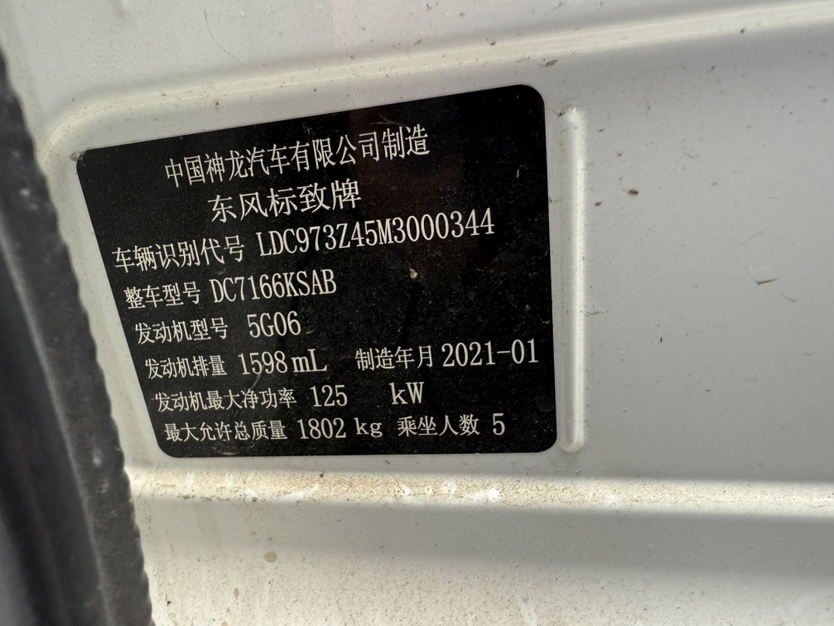 中国神龙汽车有限公司制造
东风标致牌
车辆识别代号 LDC973Z45M3000344
整车型号 DC7166KSAB
发动机型号 5G06
发动机排量 1598mL 制造年月 2021-01
发动机最大净功率 125 kW
最大允许总质量 1802 kg 乘坐人数 5